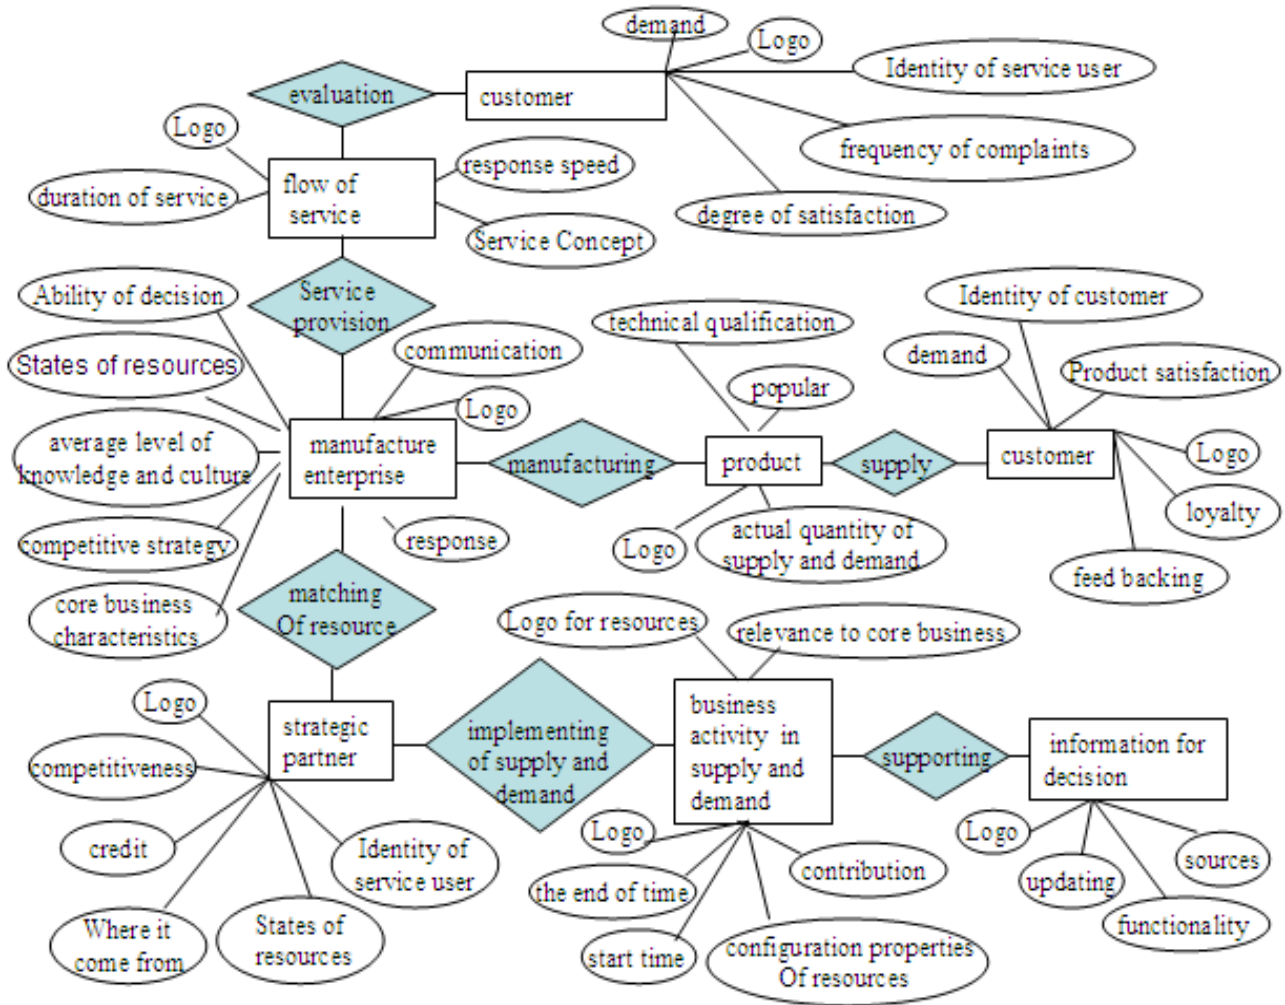 demand
Logo
Identity of service user
evaluation
customer
Logo
frequency of complaints
response speed
flow of
service
duration of service
degree of satisfaction
Service Concept
Ability of decision
Service
provision
Identity of customer
technical qualification
communication
demand
States of resources
Product satisfaction
popular
Logo
average level of
knowledge and culture
manufacture
enterprise
manufacturing
product
supply
customer
Logo
loyalty
competitive strategy
response
Logo
actual quantity of
supply and demand
feed backing
core business
characteristics
matching
Of resource
Logo for resources
relevance to core business
Logo
strategic
partner
implementing
of supply and
demand
business
activity in
supply and
demand
supporting
information for
decision
competitiveness
Logo
Logo
credit
Identity of
service user
sources
contribution
the end of time
updating
Where it
come from
States of
resources
functionality
start time
configuration properties
Of resources